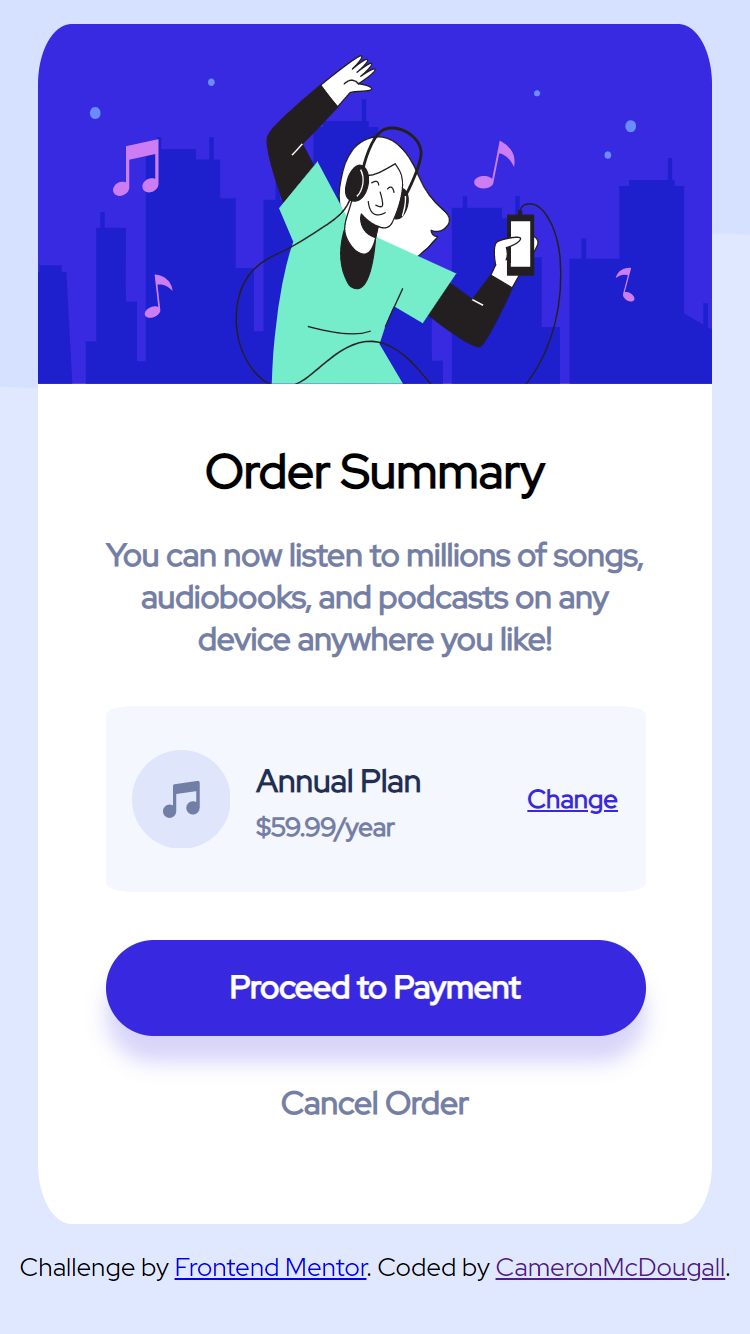 Order Summary
You can now listen to millions of songs,
audiobooks, and podcasts on any
device anywhere you like!
Annual Plan
$59.99/year
Change
Proceed to Payment
Cancel Order
Challenge by Frontend Mentor. Coded by CameronMcDougall.